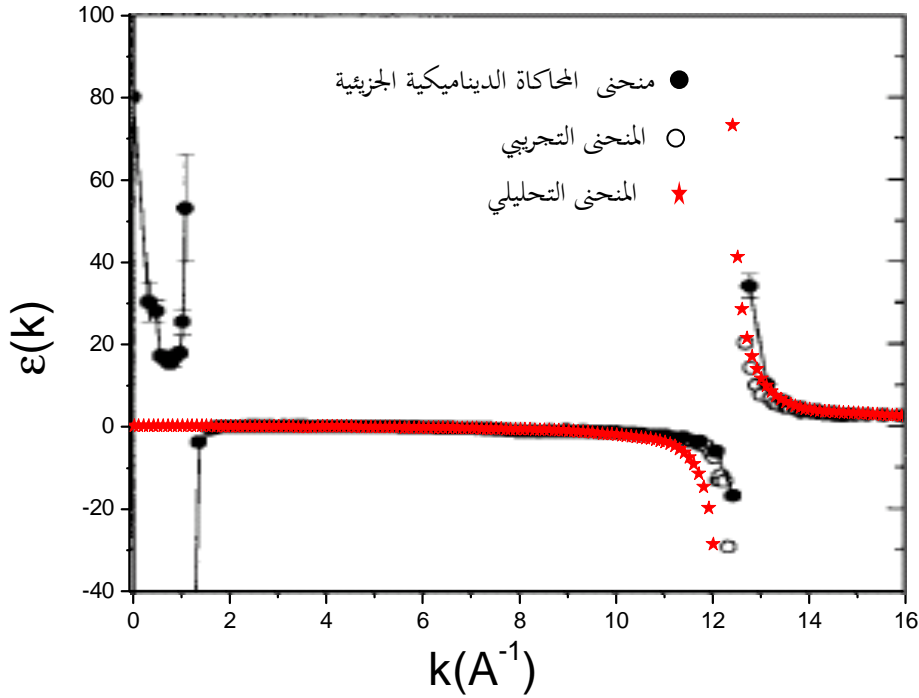 100
80
60
40
20
0
-20
-40
ε(k)
منحنى المحاكاة الديناميكية الجزيئية
المنحنى التجريبي
المنحنى التحليلي
0 2 4 6 8 10 12 14 16
k(A⁻¹)